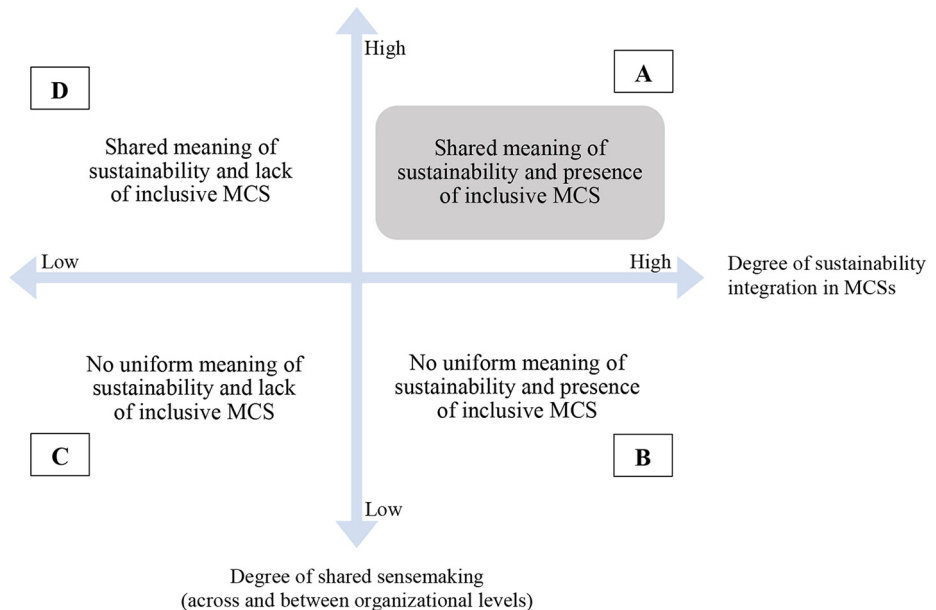 High
D
A
Shared meaning of
sustainability and lack
of inclusive MCS
Shared meaning of
sustainability and presence
of inclusive MCS
Low
High
Degree of sustainability
integration in MCSs
No uniform meaning of
sustainability and lack
of inclusive MCS
No uniform meaning of
sustainability and presence
of inclusive MCS
C
B
Low
Degree of shared sensemaking
(across and between organizational levels)